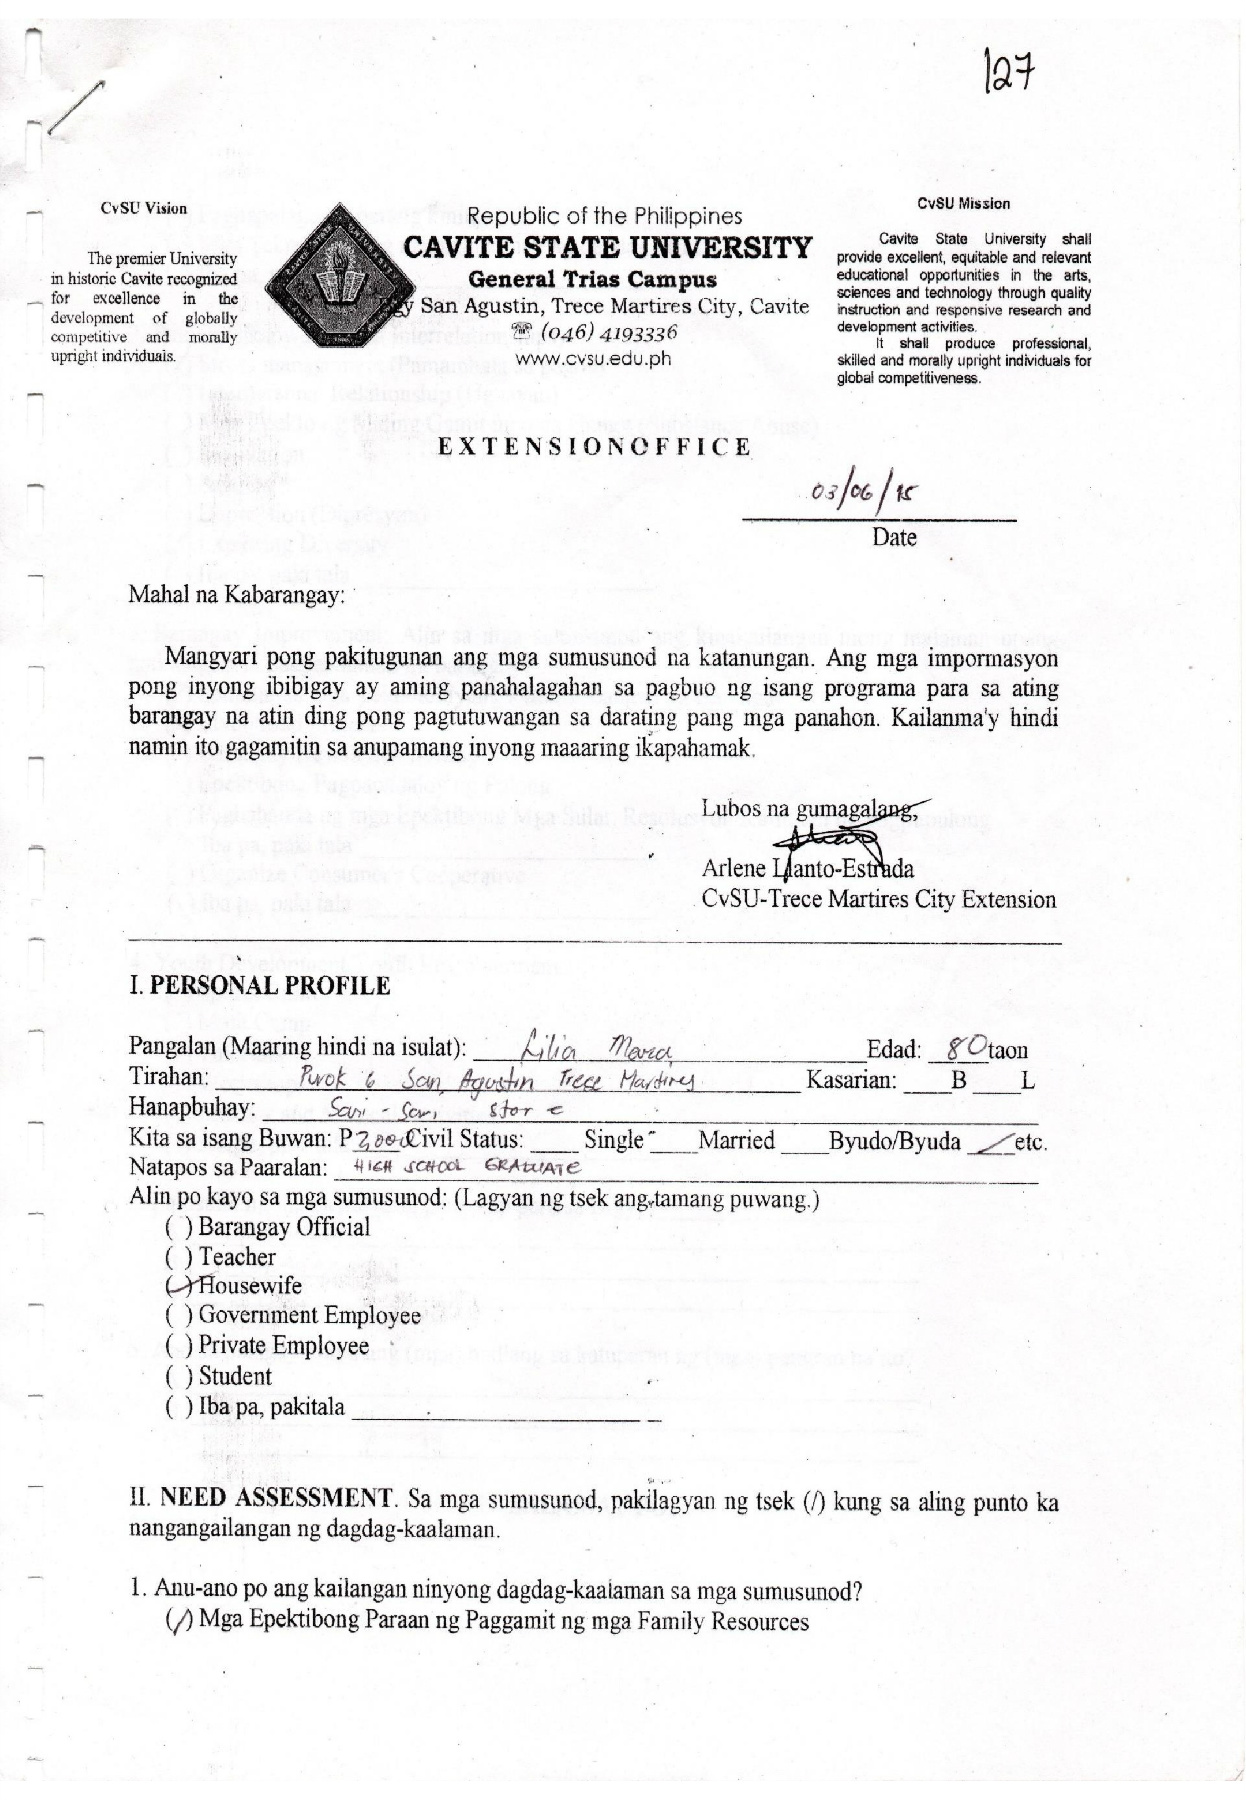 127
CvSU Vision
The premier University
in historic Cavite recognized
for excellence in the
development of globally
competitive and morally
upright individuals.
Republic of the Philippines
CAVITE STATE UNIVERSITY
General Trias Campus
San Agustin, Trece Martires City, Cavite
☏ (046) 4193336
www.cvsu.edu.ph
CvSU Mission
Cavite State University shall
provide excellent, equitable and relevant
educational opportunities in the arts,
sciences and technology through quality
instruction and responsive research and
development activities.
It shall produce professional,
skilled and morally upright individuals for
global competitiveness.
EXTENSIONOFFICE
03/06/15
Date
Mahal na Kabarangay:
Mangyari pong pakitugunan ang mga sumusunod na katanungan. Ang mga impormasyon
pong inyong ibibigay ay aming panahalagahan sa pagbuo ng isang programa para sa ating
barangay na atin ding pong pagtutuwangan sa darating pang mga panahon. Kailanma'y hindi
namin ito gagamitin sa anupamang inyong maaaring ikapahamak.
Lubos na gumagalang,
Arlene Llanto-Estrada
CvSU-Trece Martires City Extension
I. PERSONAL PROFILE
Pangalan (Maaring hindi na isulat): Lilia Edad: 80 taon
Tirahan: Purok 6 San Agustin Trece Martires Kasarian: ____B ____L
Hanapbuhay: Sari - Sari store
Kita sa isang Buwan: P Civil Status: ____ Single ____Married ____Byudo/Byuda / etc.
Natapos sa Paaralan: HIGH SCHOOL GRADUATE
Alin po kayo sa mga sumusunod: (Lagyan ng tsek ang tamang puwang.)
( ) Barangay Official
( ) Teacher
(/) Housewife
( ) Government Employee
( ) Private Employee
( ) Student
( ) Iba pa, pakitala ____
II. NEED ASSESSMENT. Sa mga sumusunod, pakilagyan ng tsek (/) kung sa aling punto ka
nangangailangan ng dagdag-kaalaman.
1. Anu-ano po ang kailangan ninyong dagdag-kaalaman sa mga sumusunod?
(/) Mga Epektibong Paraan ng Paggamit ng mga Family Resources